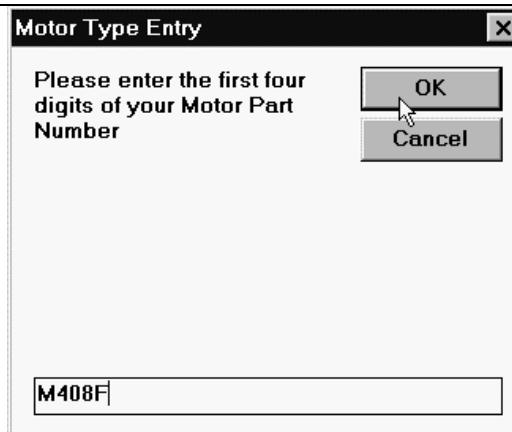 Motor Type Entry
Please enter the first four
digits of your Motor Part
Number
OK
Cancel
M408F